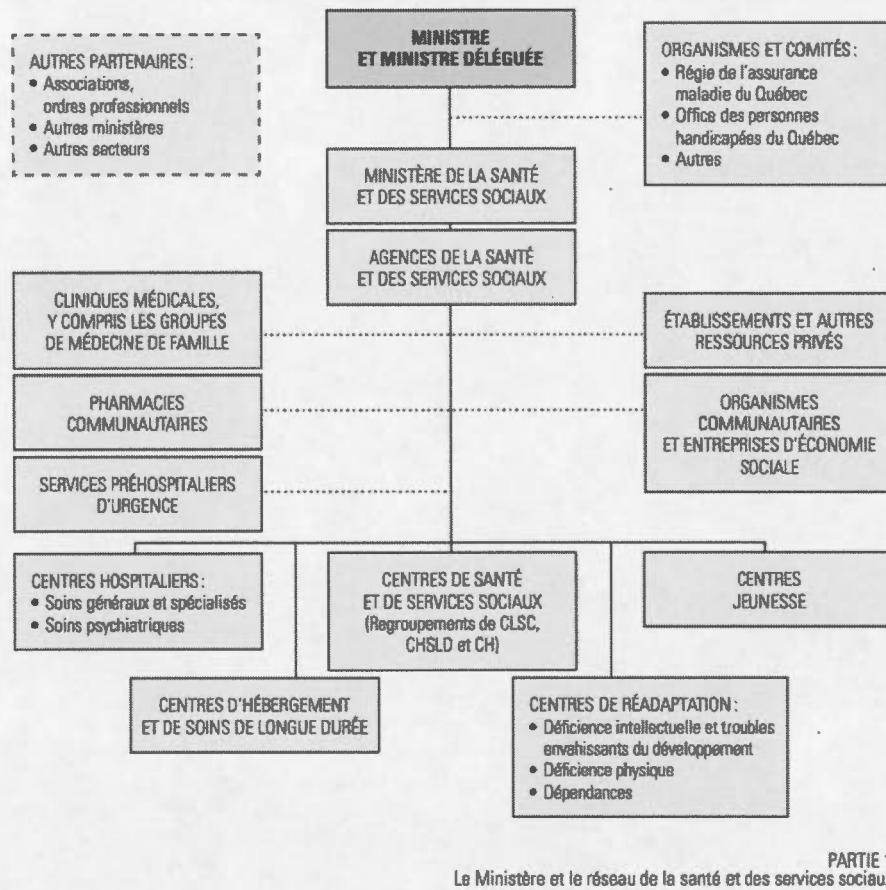 AUTRES PARTENAIRES :
• Associations,
ordres professionnels
• Autres ministères
• Autres secteurs
MINISTRE
ET MINISTRE DÉLÉGUÉE
ORGANISMES ET COMITÉS :
• Régie de l'assurance
maladie du Québec
• Office des personnes
handicapées du Québec
• Autres
MINISTÈRE DE LA SANTÉ
ET DES SERVICES SOCIAUX
AGENCES DE LA SANTÉ
ET DES SERVICES SOCIAUX
CLINIQUES MÉDICALES,
Y COMPRIS LES GROUPES
DE MÉDECINE DE FAMILLE
ÉTABLISSEMENTS ET AUTRES
RESSOURCES PRIVÉS
PHARMACIES
COMMUNAUTAIRES
ORGANISMES
COMMUNAUTAIRES
ET ENTREPRISES D'ÉCONOMIE
SOCIALE
SERVICES PRÉHOSPITALIERS
D'URGENCE
CENTRES HOSPITALIERS :
• Soins généraux et spécialisés
• Soins psychiatriques
CENTRES DE SANTÉ
ET DE SERVICES SOCIAUX
(Regroupements de CLSC,
CHSLD et CH)
CENTRES
JEUNESSE
CENTRES D'HÉBERGEMENT
ET DE SOINS DE LONGUE DURÉE
CENTRES DE RÉADAPTATION :
• Déficience intellectuelle et troubles
envahissants du développement
• Déficience physique
• Dépendances
PARTIE
Le Ministère et le réseau de la santé et des services sociau